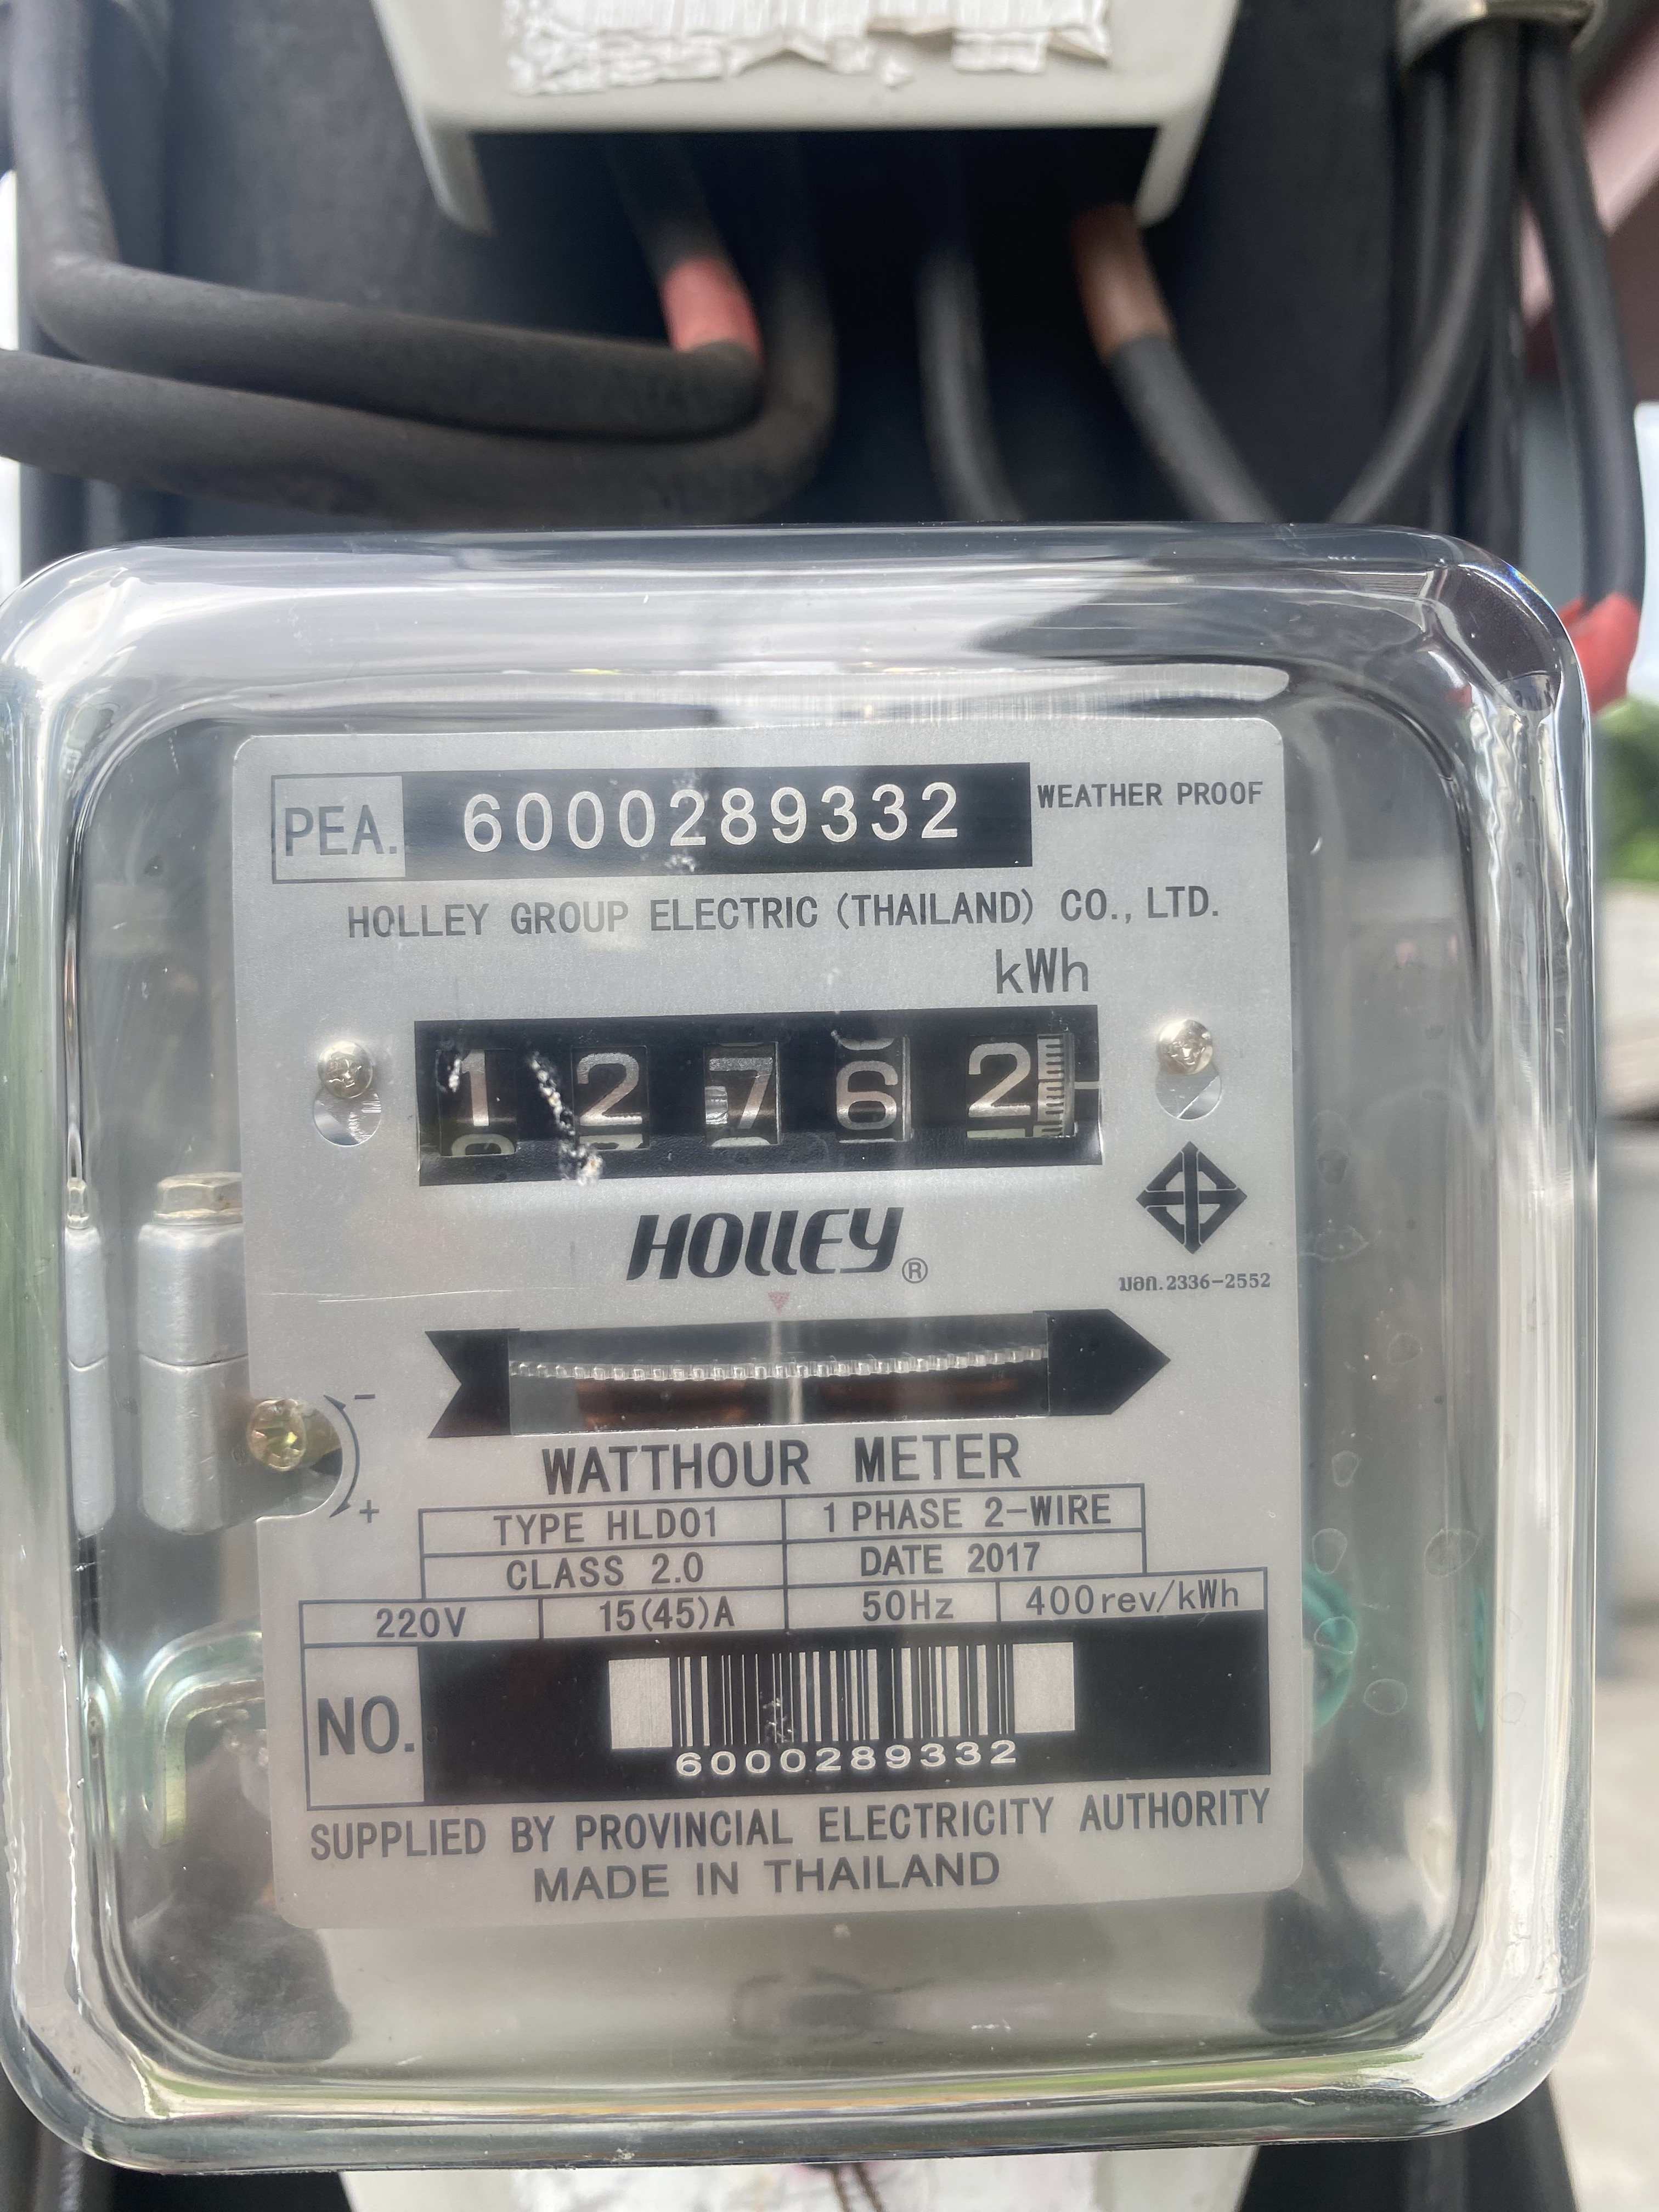 PEA. 6000289332 WEATHER PROOF
HOLLEY GROUP ELECTRIC (THAILAND) CO., LTD.
kWh
1 2 7 6 2
HOLLEY®
มอก.2336-2552
-
+
WATTHOUR METER
TYPE HLD01 1 PHASE 2-WIRE
CLASS 2.0 DATE 2017
220V 15(45)A 50Hz 400rev/kWh
NO.
6000289332
SUPPLIED BY PROVINCIAL ELECTRICITY AUTHORITY
MADE IN THAILAND